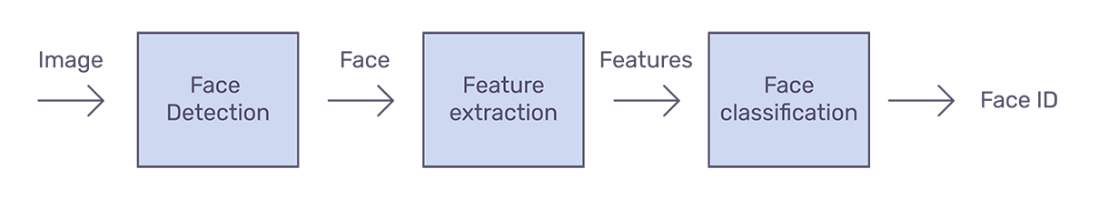 Image
Face
Detection
Face
Feature
extraction
Features
Face
classification
Face ID